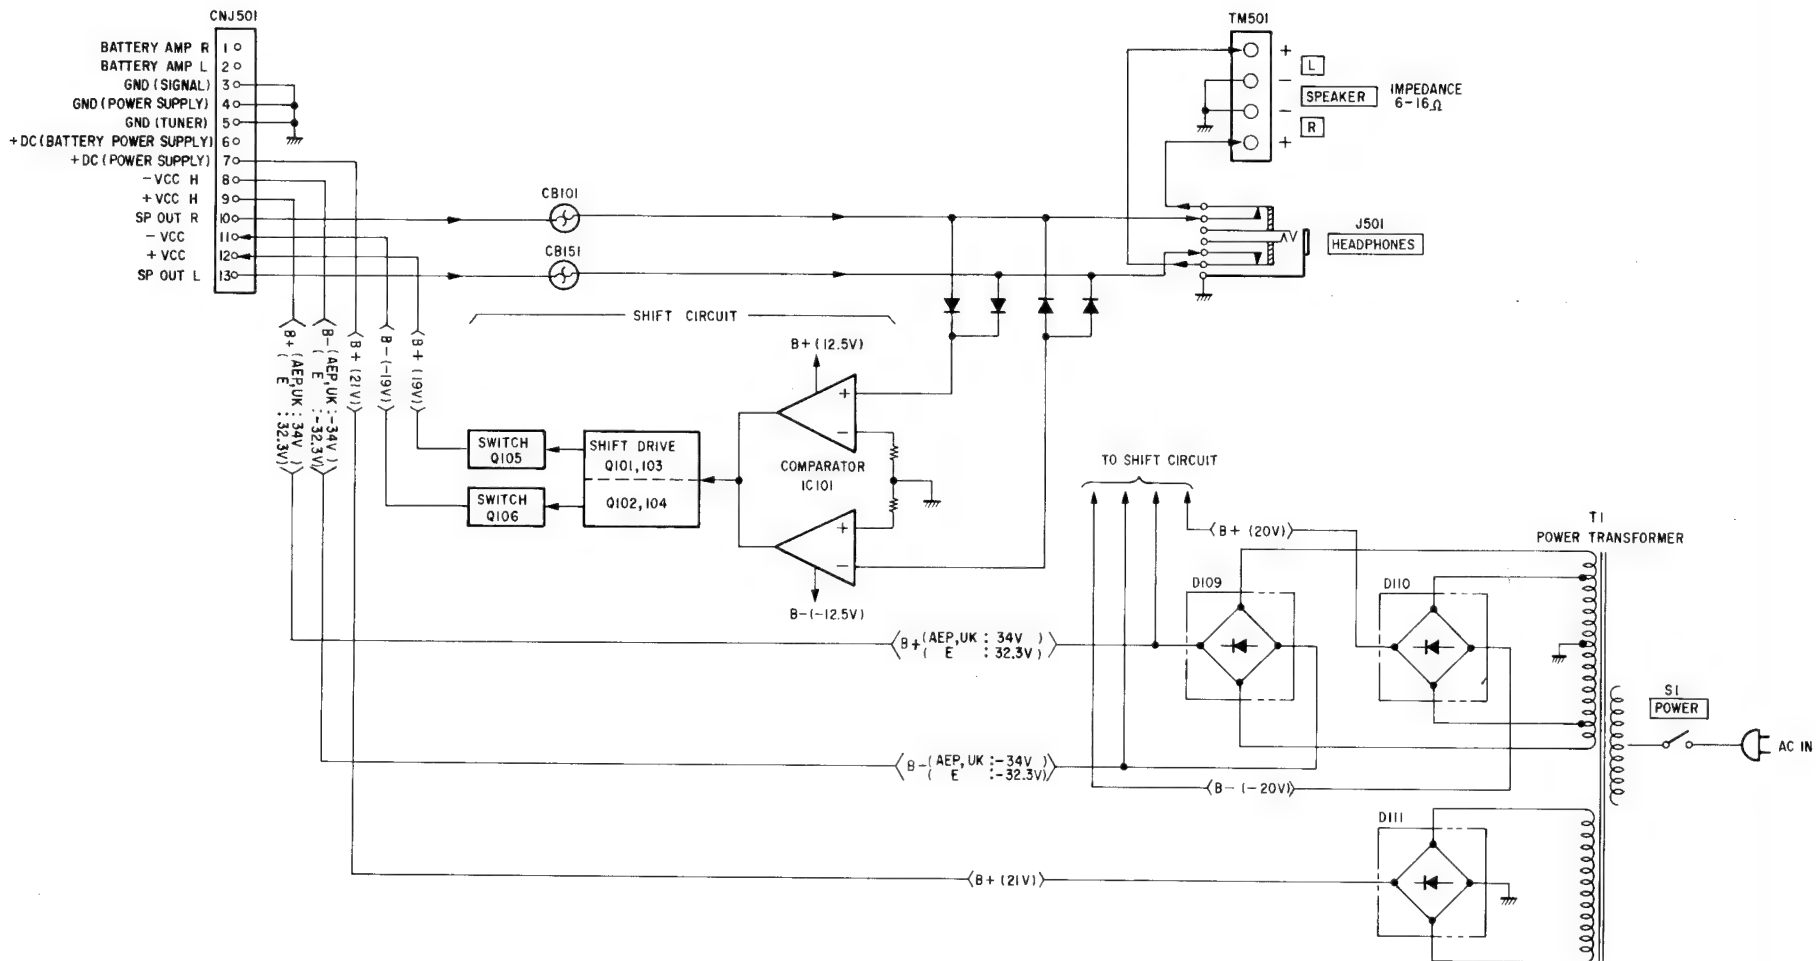 CNJ501
BATTERY AMP R 1
BATTERY AMP L 2
GND (SIGNAL) 3
GND (POWER SUPPLY) 4
GND (TUNER) 5
+DC (BATTERY POWER SUPPLY) 6
+DC (POWER SUPPLY) 7
-VCC H 8
+VCC H 9
SP OUT R 10
-VCC 11
+VCC 12
SP OUT L 13
CB101
CB151
TM501
+
L
-
SPEAKER
IMPEDANCE
6-16Ω
-
R
+
J501
HEADPHONES
SHIFT CIRCUIT
B+ (AEP,UK : 34V)
( E : 32.3V)
B- (AEP,UK : -34V)
( E : -32.3V)
B+ (21V)
B- (-19V)
B+ (19V)
B+ (12.5V)
+
-
SWITCH
Q105
SHIFT DRIVE
Q101,103
Q102,104
SWITCH
Q106
COMPARATOR
IC101
+
-
B- (-12.5V)
TO SHIFT CIRCUIT
B+ (20V)
T1
POWER TRANSFORMER
D109
D110
B+ (AEP,UK : 34V)
( E : 32.3V)
S1
POWER
AC IN
B- (AEP,UK : -34V)
( E : -32.3V)
B- (-20V)
D111
B+ (21V)